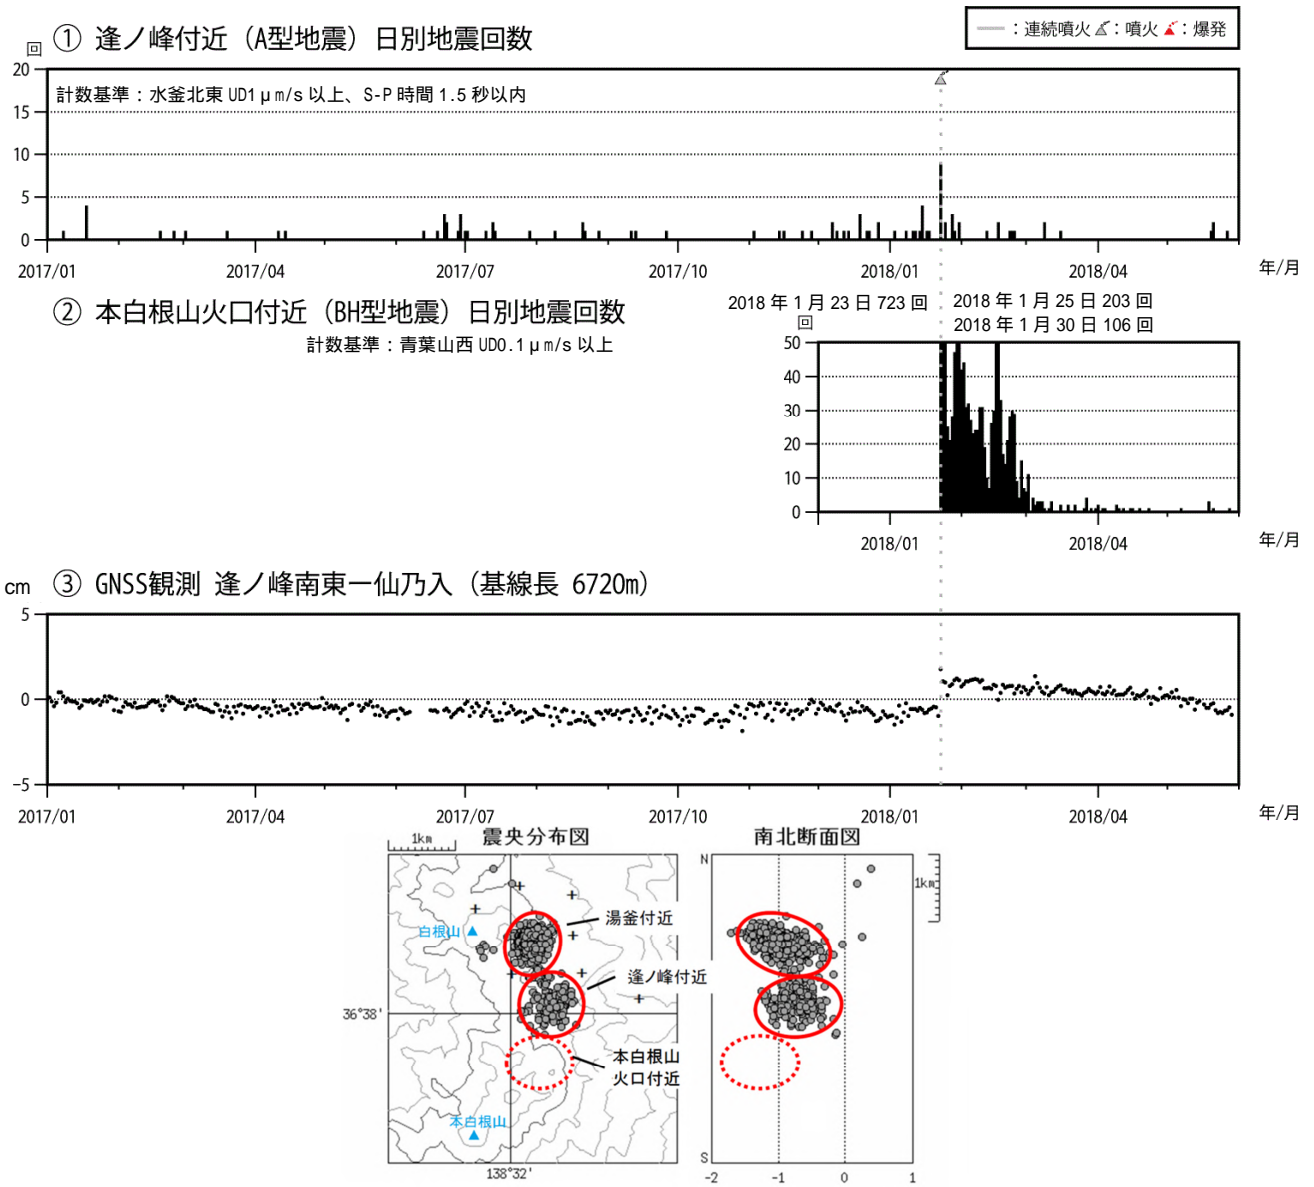 —：連続噴火 ：噴火 ：爆発
① 逢ノ峰付近（A型地震）日別地震回数
回
計数基準：水釜北東 UD1μm/s 以上、S-P 時間 1.5 秒以内
20
15
10
5
0
2017/01 2017/04 2017/07 2017/10 2018/01 2018/04 年/月
② 本白根山火口付近（BH型地震）日別地震回数
計数基準：青葉山西 UD0.1μm/s 以上
2018 年 1 月 23 日 723 回
2018 年 1 月 25 日 203 回
2018 年 1 月 30 日 106 回
回
50
40
30
20
10
0
2018/01 2018/04 年/月
③ GNSS観測 逢ノ峰南東ー仙乃入（基線長 6720m）
cm
5
0
-5
2017/01 2017/04 2017/07 2017/10 2018/01 2018/04 年/月
震央分布図
1km
白根山
湯釜付近
逢ノ峰付近
36°38'
本白根山
火口付近
本白根山
138°32'
南北断面図
N
1km
S
-2 -1 0 1